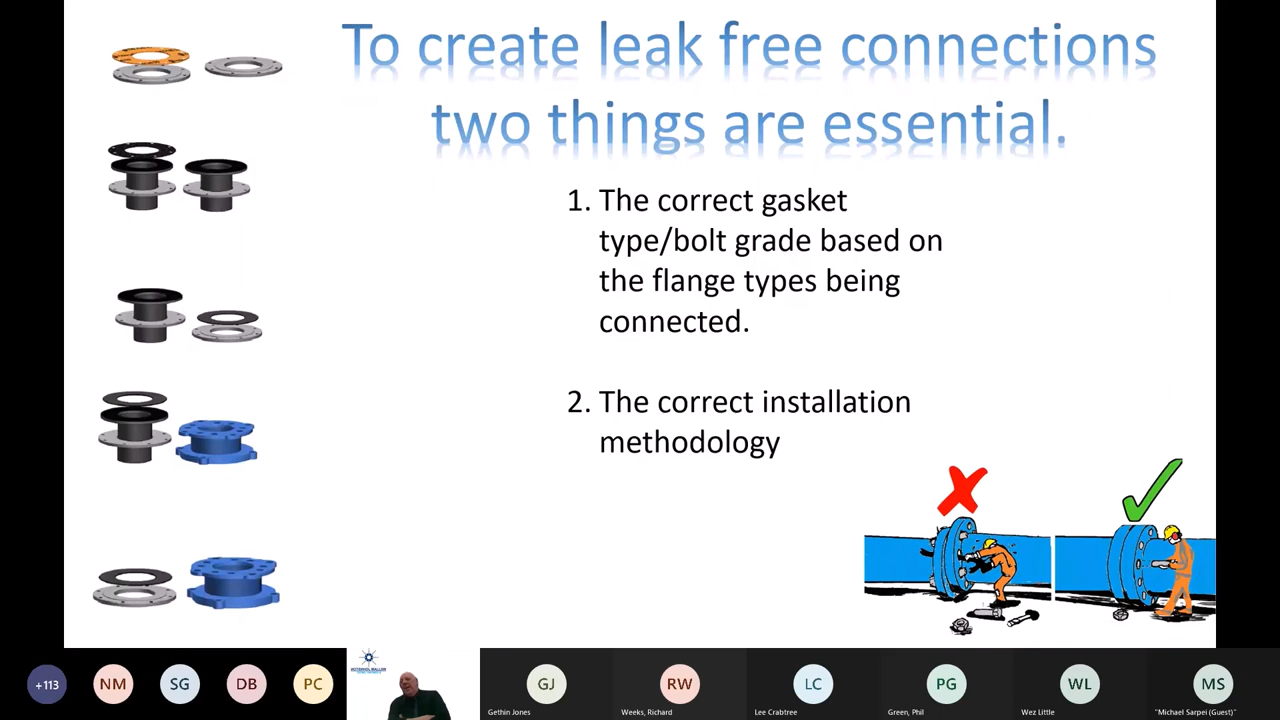 To create leak free connections
two things are essential.
1. The correct gasket
type/bolt grade based on
the flange types being
connected.
2. The correct installation
methodology
+113
NM
SG
DB
PC
GJ
RW
LC
PG
WL
MS
Gethin Jones
Weeks, Richard
Lee Crabtree
Green, Phil
Wez Little
"Michael Sarpei (Guest)"